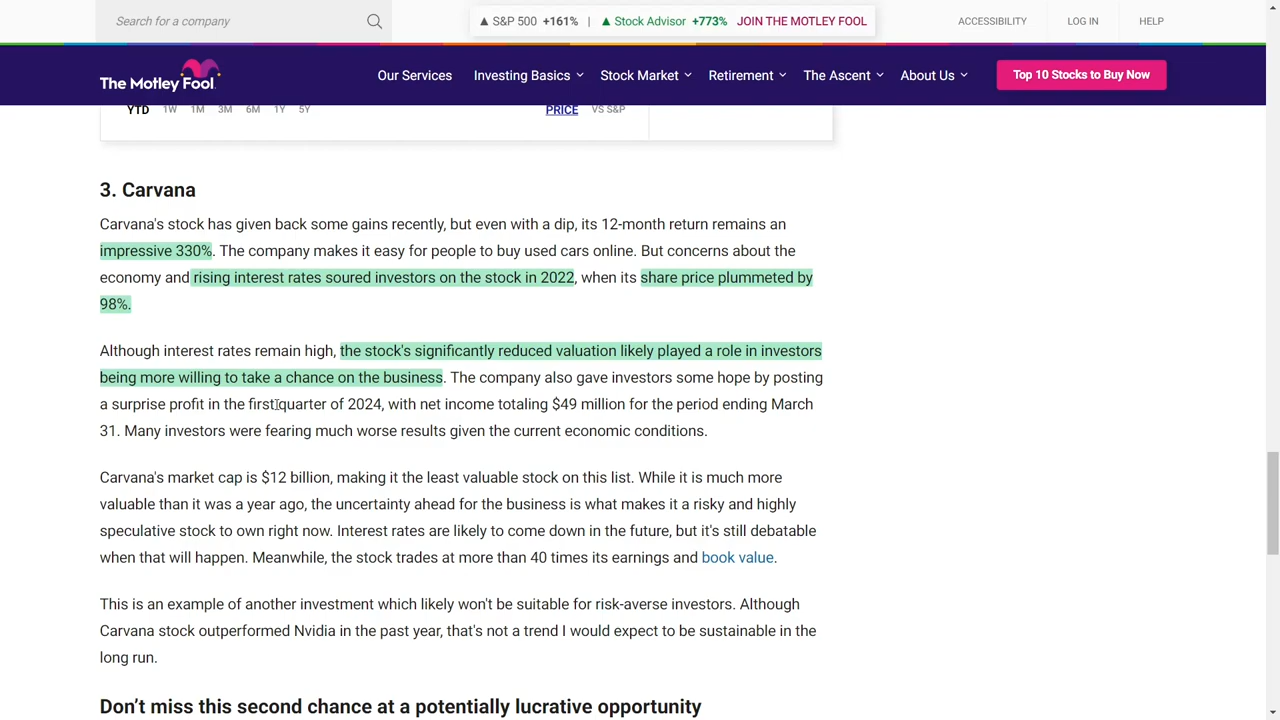 Search for a company
▲ S&P 500 +161% | ▲ Stock Advisor +773% JOIN THE MOTLEY FOOL
ACCESSIBILITY LOG IN HELP
The Motley Fool
Our Services Investing Basics Stock Market Retirement The Ascent About Us Top 10 Stocks to Buy Now
YTD 1W 1M 3M 6M 1Y 5Y PRICE VS S&P
3. Carvana
Carvana's stock has given back some gains recently, but even with a dip, its 12-month return remains an
impressive 330%. The company makes it easy for people to buy used cars online. But concerns about the
economy and rising interest rates soured investors on the stock in 2022, when its share price plummeted by
98%.
Although interest rates remain high, the stock's significantly reduced valuation likely played a role in investors
being more willing to take a chance on the business. The company also gave investors some hope by posting
a surprise profit in the first quarter of 2024, with net income totaling $49 million for the period ending March
31. Many investors were fearing much worse results given the current economic conditions.
Carvana's market cap is $12 billion, making it the least valuable stock on this list. While it is much more
valuable than it was a year ago, the uncertainty ahead for the business is what makes it a risky and highly
speculative stock to own right now. Interest rates are likely to come down in the future, but it's still debatable
when that will happen. Meanwhile, the stock trades at more than 40 times its earnings and book value.
This is an example of another investment which likely won't be suitable for risk-averse investors. Although
Carvana stock outperformed Nvidia in the past year, that's not a trend I would expect to be sustainable in the
long run.
Don’t miss this second chance at a potentially lucrative opportunity